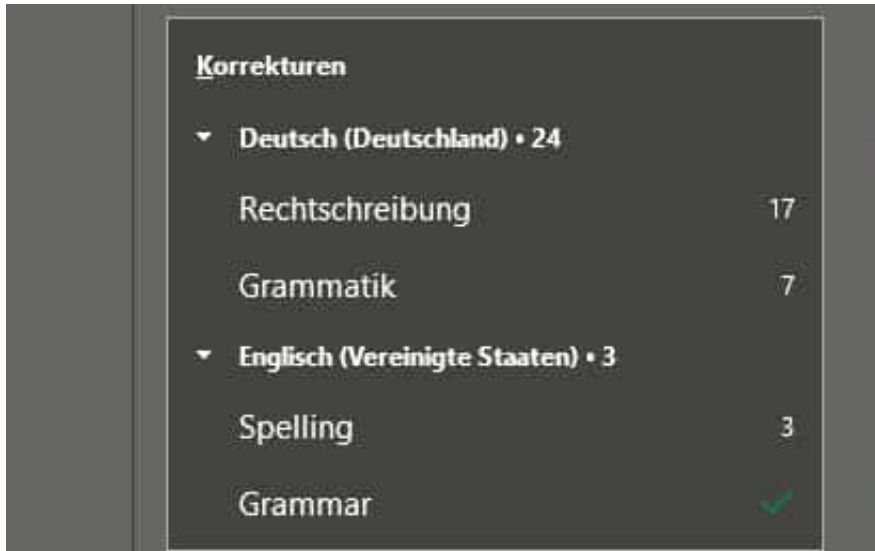 Korrekturen
Deutsch (Deutschland) • 24
Rechtschreibung 17
Grammatik 7
Englisch (Vereinigte Staaten) • 3
Spelling 3
Grammar